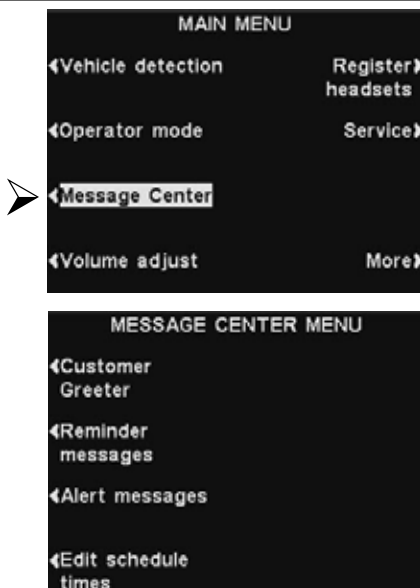 MAIN MENU
Vehicle detection
Register
headsets
Operator mode
Service
Message Center
Volume adjust
More
MESSAGE CENTER MENU
Customer
Greeter
Reminder
messages
Alert messages
Edit schedule
times